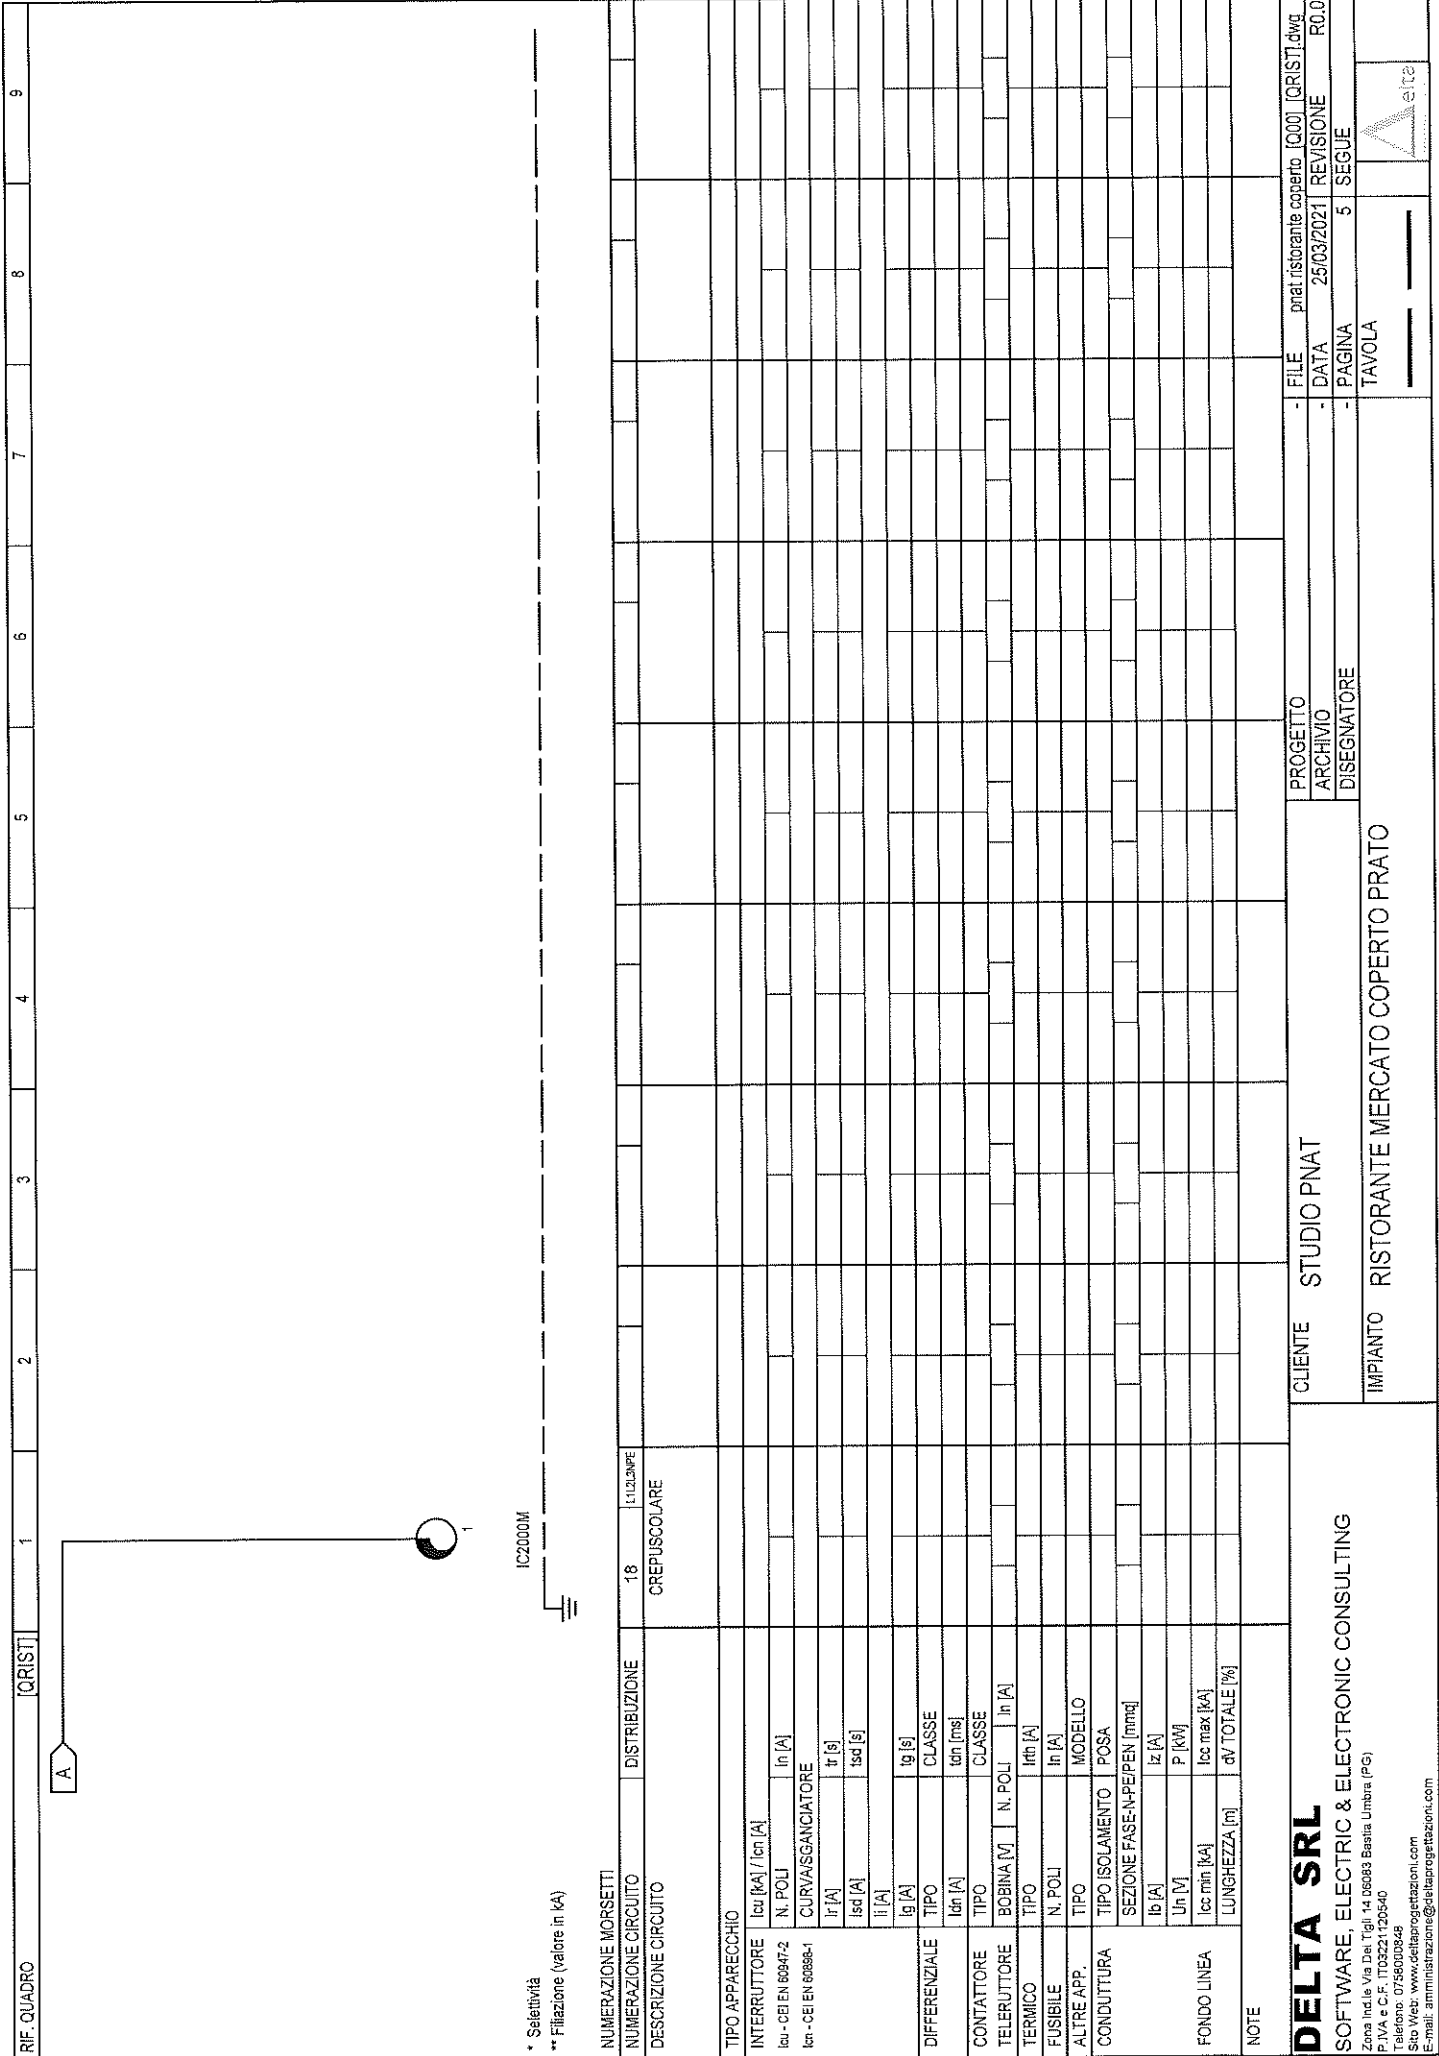 RIF. QUADRO [QRIST] 1 2 3 4 5 6 7 8 9
A
1
IC2000M
* Selettività
** Filiazione (valore in kA)
NUMERAZIONE MORSETTI
NUMERAZIONE CIRCUITO DISTRIBUZIONE 18 L1L2L3NPE
DESCRIZIONE CIRCUITO CREPUSCOLARE
TIPO APPARECCHIO
INTERRUTTORE Icu [kA] / Icn [A]
Icu - CEI EN 60947-2 N. POLI In [A]
Icn - CEI EN 60898-1 CURVA/SGANCIATORE
Ir [A] tr [s]
Isd [A] tsd [s]
Ii [A]
Ig [A] tg [s]
DIFFERENZIALE TIPO CLASSE
Idn [A] tdn [ms]
CONTATTORE TIPO CLASSE
TELERUTTORE BOBINA [V] N. POLI In [A]
TERMICO TIPO Irth [A]
FUSIBILE N. POLI In [A]
ALTRE APP. TIPO MODELLO
CONDUTTURA TIPO ISOLAMENTO POSA
SEZIONE FASE-N-PE/PEN [mmq]
Ib [A] Iz [A]
Un [V] P [kW]
FONDO LINEA Icc min [kA] Icc max [kA]
LUNGHEZZA [m] dV TOTALE [%]
NOTE
DELTA SRL
SOFTWARE, ELECTRIC & ELECTRONIC CONSULTING
Zona Ind.le Via Dei Tigli 14 06083 Bastia Umbra (PG)
P.IVA e C.F. IT03221120540
Telefono: 0758000848
Sito Web: www.deltaprogettazioni.com
E-mail: amministrazione@deltaprogettazioni.com
CLIENTE STUDIO PNAT
IMPIANTO RISTORANTE MERCATO COPERTO PRATO
PROGETTO -
ARCHIVIO -
DISEGNATORE -
FILE pnat ristorante coperto [Q00] [QRIST].dwg
DATA 25/03/2021 REVISIONE R0.0
PAGINA 5 SEGUE
TAVOLA
elta